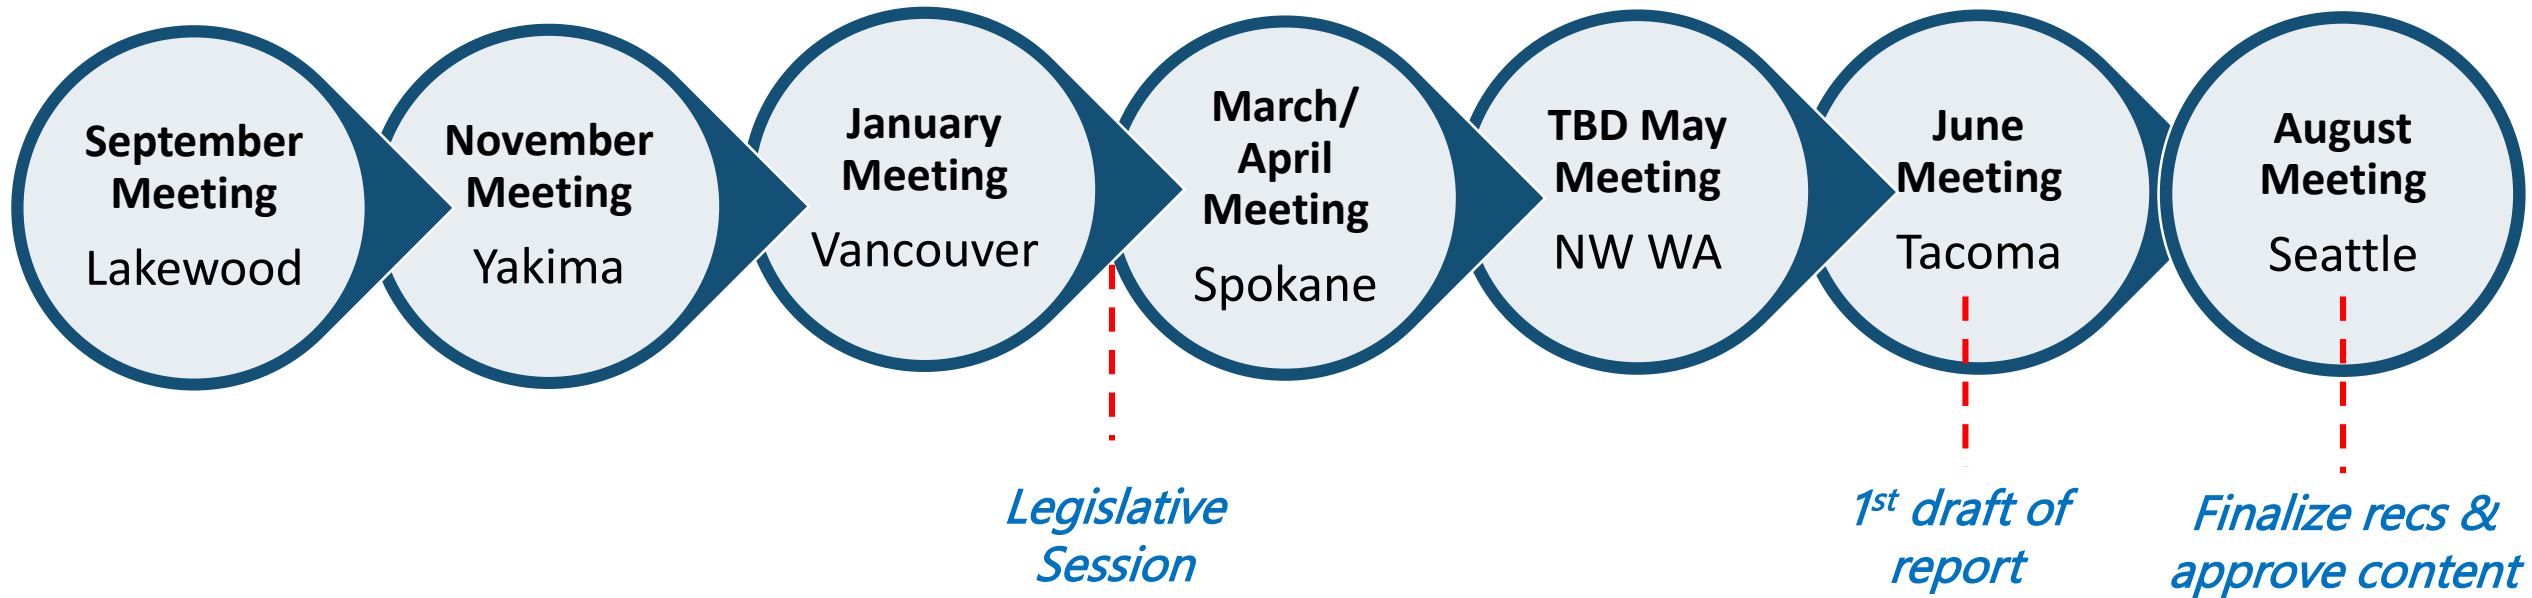 September
Meeting
Lakewood
November
Meeting
Yakima
January
Meeting
Vancouver
March/
April
Meeting
Spokane
TBD May
Meeting
NW WA
June
Meeting
Tacoma
August
Meeting
Seattle
Legislative
Session
1st draft of
report
Finalize recs &
approve content